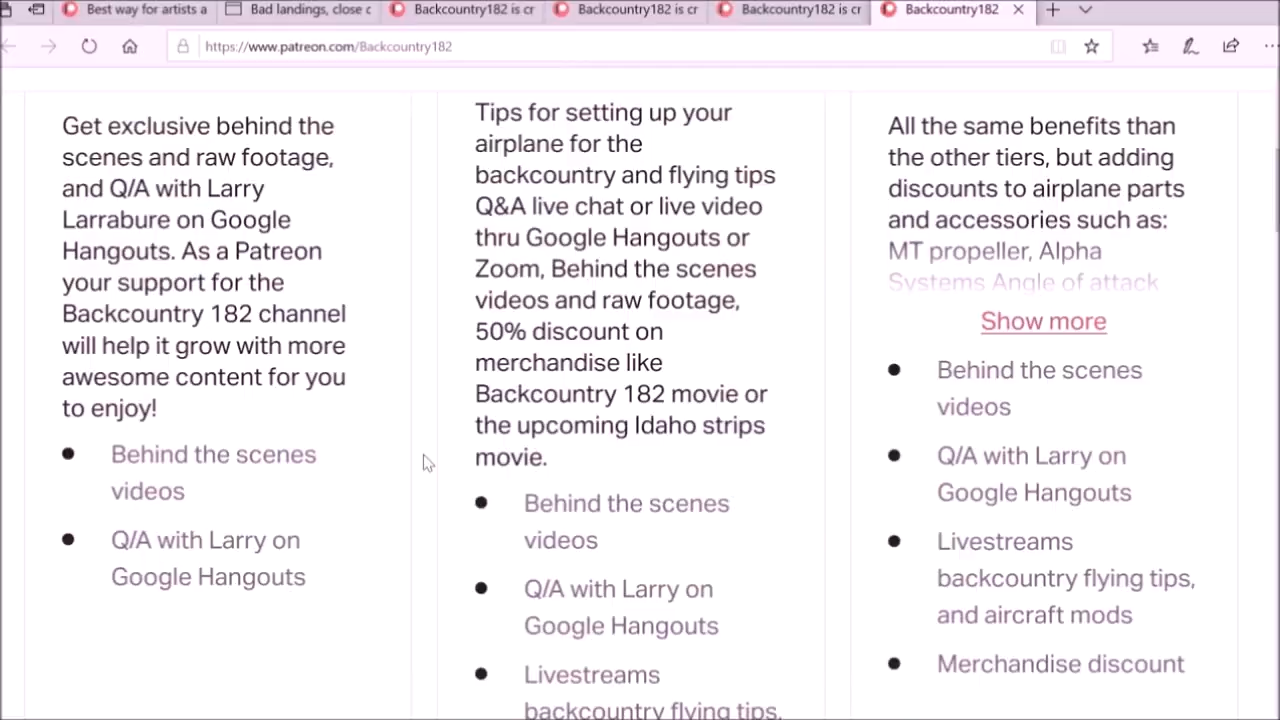 Best way for artists a
Bad landings, close c
Backcountry182 is cr
Backcountry182 is cr
Backcountry182 is cr
Backcountry182
https://www.patreon.com/Backcountry182
Get exclusive behind the
scenes and raw footage,
and Q/A with Larry
Larrabure on Google
Hangouts. As a Patreon
your support for the
Backcountry 182 channel
will help it grow with more
awesome content for you
to enjoy!
Behind the scenes
videos
Q/A with Larry on
Google Hangouts
Tips for setting up your
airplane for the
backcountry and flying tips
Q&A live chat or live video
thru Google Hangouts or
Zoom, Behind the scenes
videos and raw footage,
50% discount on
merchandise like
Backcountry 182 movie or
the upcoming Idaho strips
movie.
Behind the scenes
videos
Q/A with Larry on
Google Hangouts
Livestreams
backcountry flying tips,
All the same benefits than
the other tiers, but adding
discounts to airplane parts
and accessories such as:
MT propeller, Alpha
Systems Angle of attack
Show more
Behind the scenes
videos
Q/A with Larry on
Google Hangouts
Livestreams
backcountry flying tips,
and aircraft mods
Merchandise discount